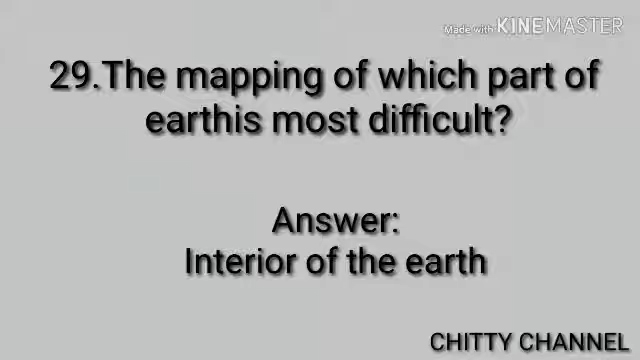 Made with KINEMASTER
29.The mapping of which part of
earthis most difficult?
Answer:
Interior of the earth
CHITTY CHANNEL